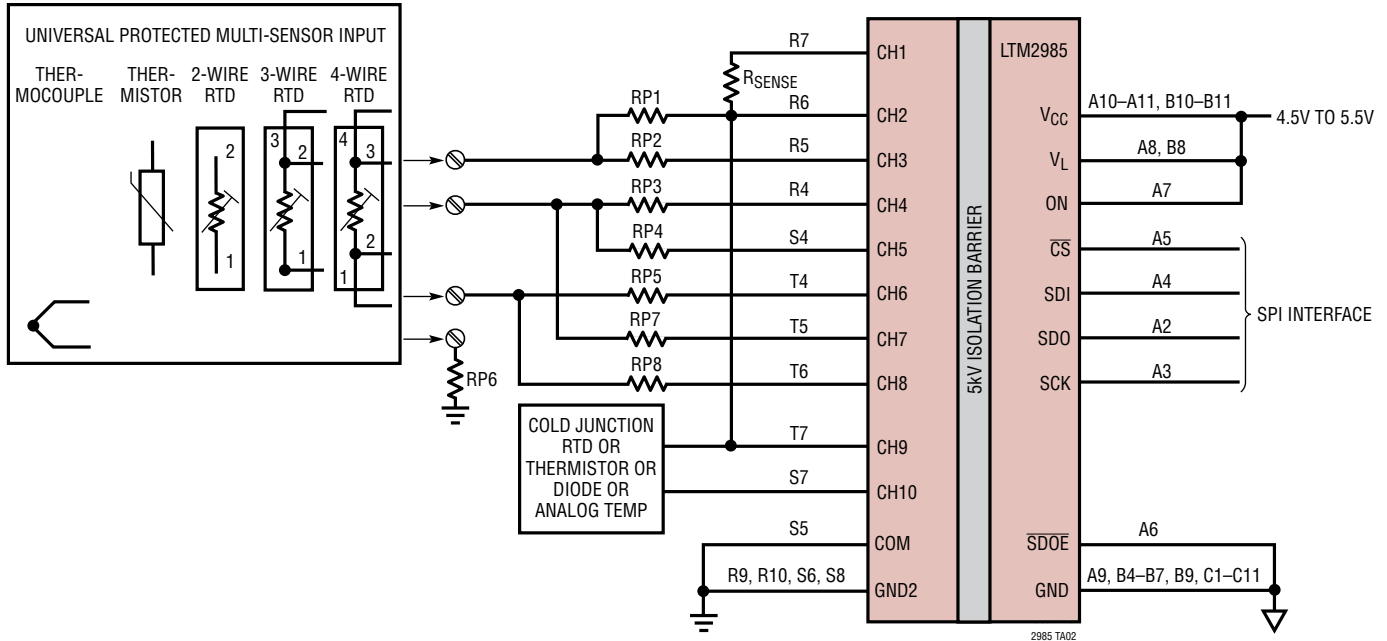 UNIVERSAL PROTECTED MULTI-SENSOR INPUT
THER-
MOCOUPLE
THER-
MISTOR
2-WIRE
RTD
3-WIRE
RTD
4-WIRE
RTD
2
1
3
2
1
4
3
2
1
RP1
RP2
RP3
RP4
RP5
RP7
RP8
RP6
RSENSE
R7
R6
R5
R4
S4
T4
T5
T6
T7
S7
S5
R9, R10, S6, S8
COLD JUNCTION
RTD OR
THERMISTOR OR
DIODE OR
ANALOG TEMP
CH1
CH2
CH3
CH4
CH5
CH6
CH7
CH8
CH9
CH10
COM
GND2
5kV ISOLATION BARRIER
LTM2985
VCC
VL
ON
CS
SDI
SDO
SCK
SDOE
GND
A10–A11, B10–B11
A8, B8
A7
A5
A4
A2
A3
A6
A9, B4–B7, B9, C1–C11
4.5V TO 5.5V
SPI INTERFACE
2985 TA02